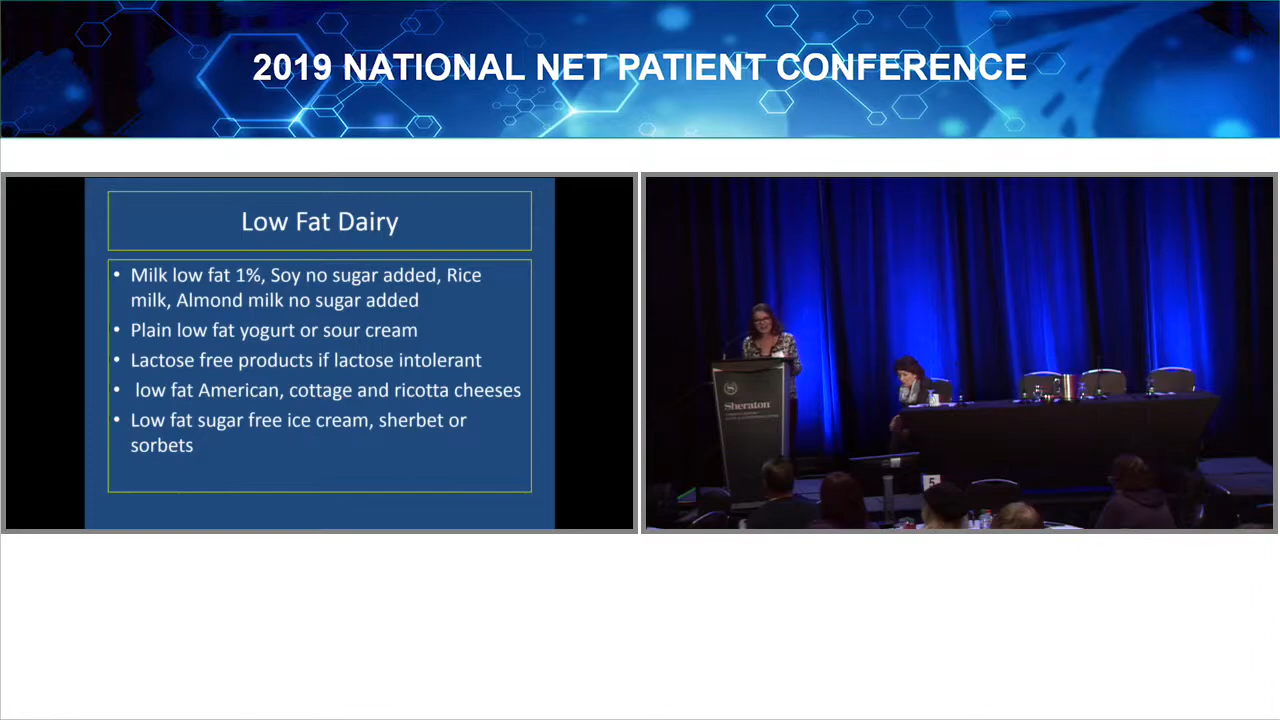 2019 NATIONAL NET PATIENT CONFERENCE
Low Fat Dairy
• Milk low fat 1%, Soy no sugar added, Rice
milk, Almond milk no sugar added
• Plain low fat yogurt or sour cream
• Lactose free products if lactose intolerant
• low fat American, cottage and ricotta cheeses
• Low fat sugar free ice cream, sherbet or
sorbets
Sheraton
5